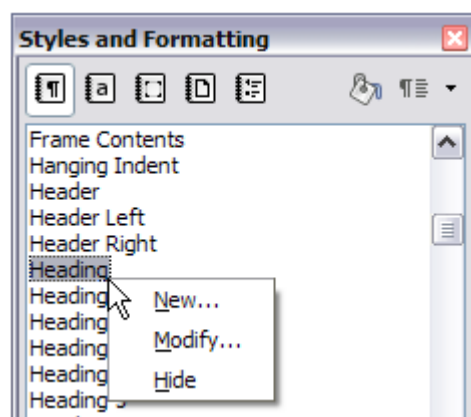 Styles and Formatting
Frame Contents
Hanging Indent
Header
Header Left
Header Right
Heading
Heading
New...
Heading
Heading
Modify...
Heading
Hide
Heading